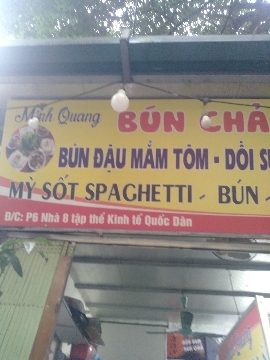 Minh Quang
BÚN CHẢ
BÚN ĐẬU MẮM TÔM - DỒI
MỲ SỐT SPAGHETTI - BÚN -
Đ/C: P6 Nhà 8 tập thể Kinh tế Quốc Dân